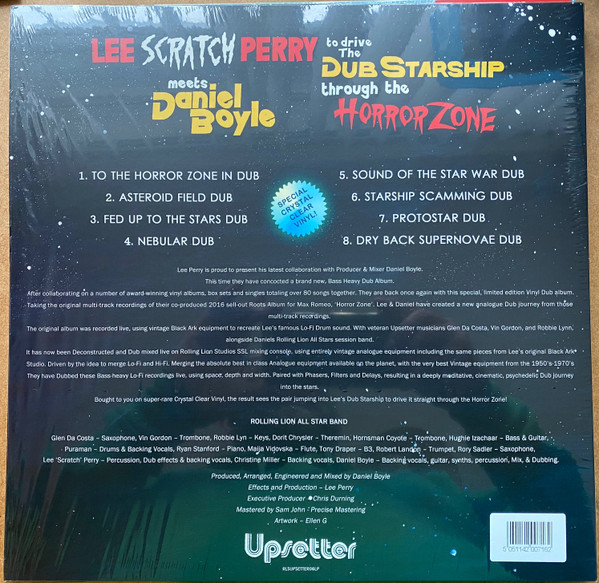 LEE SCRATCH PERRY
meets
Daniel
Boyle
to drive
The
DUB STARSHIP
through the
HORROR ZONE
1. TO THE HORROR ZONE IN DUB
2. ASTEROID FIELD DUB
3. FED UP TO THE STARS DUB
4. NEBULAR DUB
SPECIAL
CRYSTAL
CLEAR
VINYL!
5. SOUND OF THE STAR WAR DUB
6. STARSHIP SCAMMING DUB
7. PROTOSTAR DUB
8. DRY BACK SUPERNOVAE DUB
Lee Perry is proud to present his latest collaboration with Producer & Mixer Daniel Boyle.
This time they have concocted a brand new, Bass Heavy Dub Album.
After collaborating on a number of award-winning vinyl albums, box sets and singles totaling over 80 songs together. They are back once again with this special, limited edition Vinyl Dub album.
Taking the original multi-track recordings of their co-produced 2016 sell-out Roots Album for Max Romeo, 'Horror Zone'. Lee & Daniel have created a new analogue Dub journey from those
multi-track recordings.
The original album was recorded live, using vintage Black Ark equipment to recreate Lee's famous Lo-Fi Drum sound. With veteran Upsetter musicians Glen Da Costa, Vin Gordon, and Robbie Lynn,
alongside Daniels Rolling Lion All Stars session band.
It has now been Deconstructed and Dub mixed live on Rolling Lion Studios SSL mixing console, using entirely vintage analogue equipment including the same pieces from Lee's original Black Ark
Studio. Driven by the idea to merge Lo-Fi and Hi-Fi. Merging the absolute best in class Analogue equipment available on the planet, with the very best Vintage equipment from the 1950's-1970's
They have Dubbed these Bass-heavy Lo-Fi recordings live, using space, depth and width. Paired with Phasers, Filters and Delays, resulting in a deeply meditative, cinematic, psychedelic Dub journey
into the stars.
Bought to you on super-rare Crystal Clear Vinyl, the result sees the pair jumping into Lee's Dub Starship to drive it straight through the Horror Zone!
ROLLING LION ALL STAR BAND
Glen Da Costa – Saxophone, Vin Gordon – Trombone, Robbie Lyn – Keys, Dorit Chrysler – Theremin, Hornsman Coyote – Trombone, Hughie Izachaar – Bass & Guitar,
Puraman – Drums & Backing Vocals, Ryan Stanford – Piano, Maija Vidovska – Flute, Tony Draper – B3, Robert Landon – Trumpet, Rory Sadler – Saxophone,
Lee 'Scratch' Perry – Percussion, Dub effects & backing vocals, Christine Miller – Backing vocals, Daniel Boyle – Backing vocals, guitar, synths, percussion, Mix, & Dubbing.
Produced, Arranged, Engineered and Mixed by Daniel Boyle
Effects and Production – Lee Perry
Executive Producer – Chris Durning
Mastered by Sam John - Precise Mastering
Artwork – Ellen G
Upsetter
RLSUPSETTER09LP
5 051142 007162